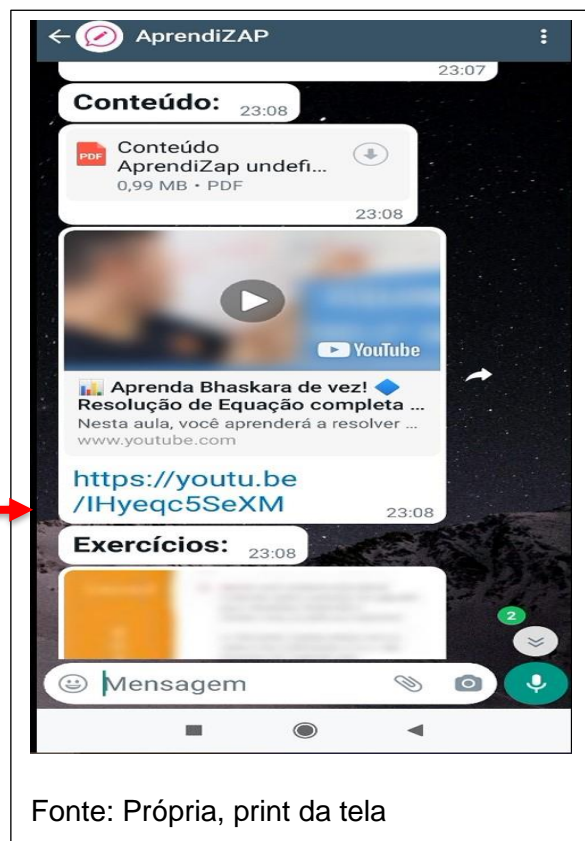 AprendiZAP
23:07
Conteúdo: 23:08
PDF
Conteúdo
AprendiZap undefi...
0,99 MB • PDF
23:08
YouTube
📊 Aprenda Bhaskara de vez! 🔷
Resolução de Equação completa ...
Nesta aula, você aprenderá a resolver ...
www.youtube.com
https://youtu.be
/IHyeqc5SeXM
23:08
Exercícios: 23:08
2
Mensagem
Fonte: Própria, print da tela